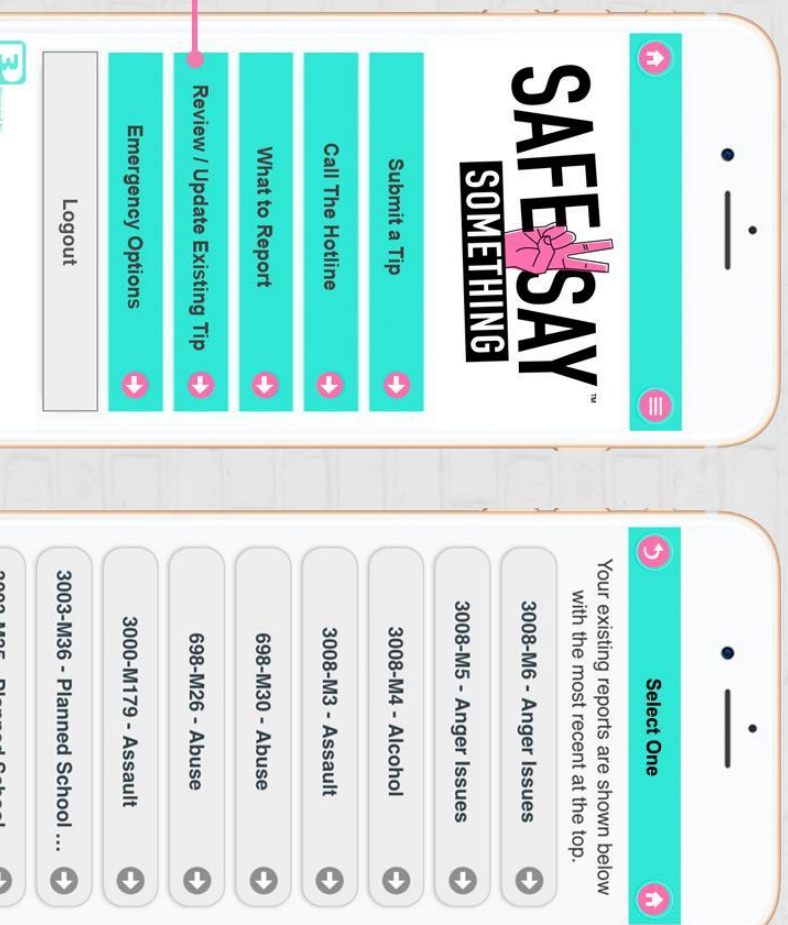 SAFE2SAY
SOMETHING
TM
Submit a Tip
Call The Hotline
What to Report
Review / Update Existing Tip
Emergency Options
Logout
3
Select One
Your existing reports are shown below
with the most recent at the top.
3008-M6 - Anger Issues
3008-M5 - Anger Issues
3008-M4 - Alcohol
3008-M3 - Assault
698-M30 - Abuse
698-M26 - Abuse
3000-M179 - Assault
3003-M36 - Planned School ...